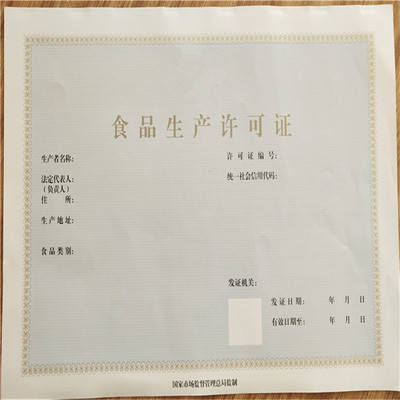 食品生产许可证
生产者名称:
许可证编号:
法定代表人:
(负责人)
统一社会信用代码:
住 所:
生产地址:
食品类别:
发证机关:
发证日期: 年 月 日
有效日期至: 年 月 日
国家市场监督管理总局监制